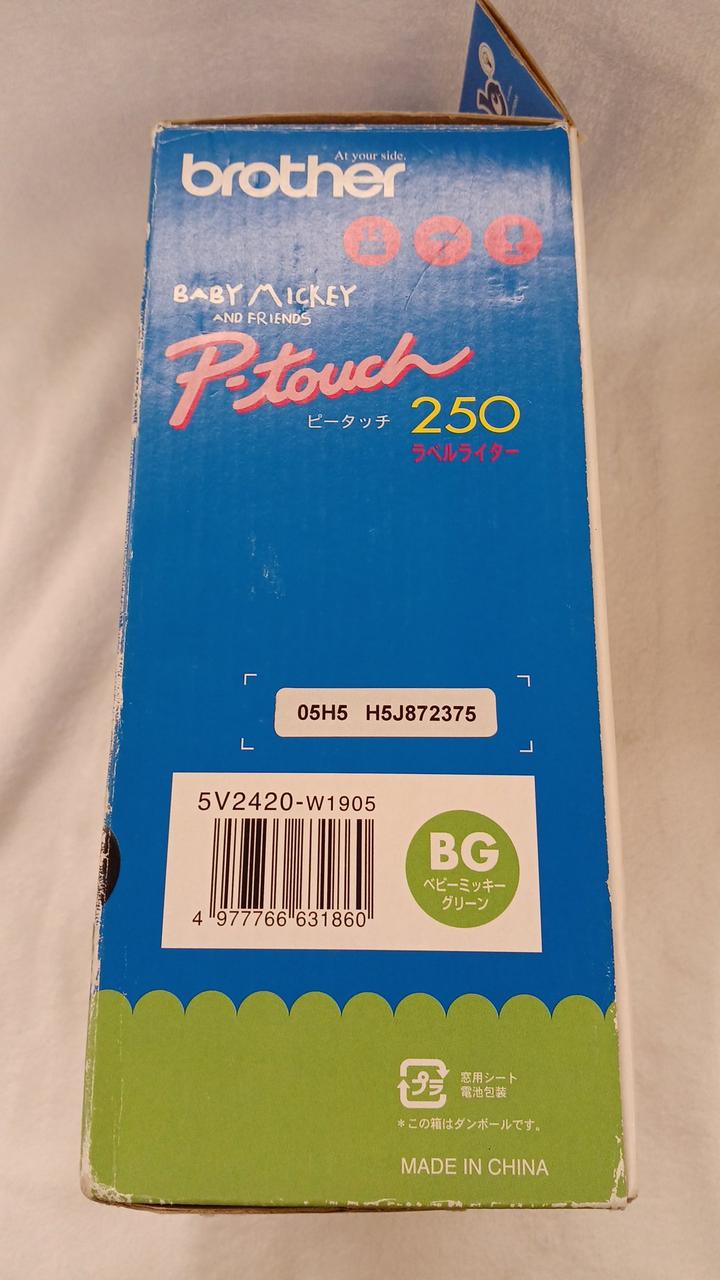 At your side.
brother
BABY MICKEY
AND FRIENDS
P-touch
ピータッチ 250
ラベルライター
05H5 H5J872375
5V2420-W1905
BG
ベビーミッキー
グリーン
4 977766 631860
プラ
窓用シート
電池包装
＊この箱はダンボールです。
MADE IN CHINA